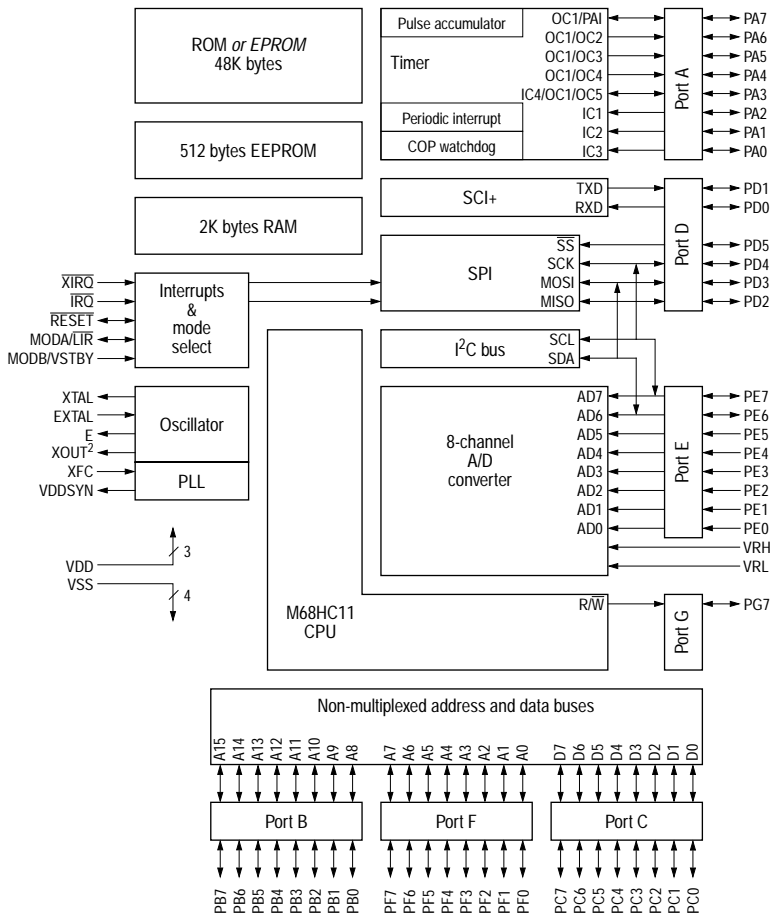 ROM or EPROM
48K bytes
512 bytes EEPROM
2K bytes RAM
Pulse accumulator
Timer
Periodic interrupt
COP watchdog
OC1/PAI
OC1/OC2
OC1/OC3
OC1/OC4
IC4/OC1/OC5
IC1
IC2
IC3
Port A
PA7
PA6
PA5
PA4
PA3
PA2
PA1
PA0
SCI+
TXD
RXD
SPI
SS
SCK
MOSI
MISO
Port D
PD1
PD0
PD5
PD4
PD3
PD2
XIRQ
IRQ
RESET
MODA/LIR
MODB/VSTBY
Interrupts
&
mode
select
I²C bus
SCL
SDA
XTAL
EXTAL
E
XOUT²
XFC
VDDSYN
Oscillator
PLL
8-channel
A/D
converter
AD7
AD6
AD5
AD4
AD3
AD2
AD1
AD0
Port E
PE7
PE6
PE5
PE4
PE3
PE2
PE1
PE0
VRH
VRL
VDD
3
VSS
4
M68HC11
CPU
R/W
Port G
PG7
Non-multiplexed address and data buses
A15
A14
A13
A12
A11
A10
A9
A8
A7
A6
A5
A4
A3
A2
A1
A0
D7
D6
D5
D4
D3
D2
D1
D0
Port B
Port F
Port C
PB7
PB6
PB5
PB4
PB3
PB2
PB1
PB0
PF7
PF6
PF5
PF4
PF3
PF2
PF1
PF0
PC7
PC6
PC5
PC4
PC3
PC2
PC1
PC0